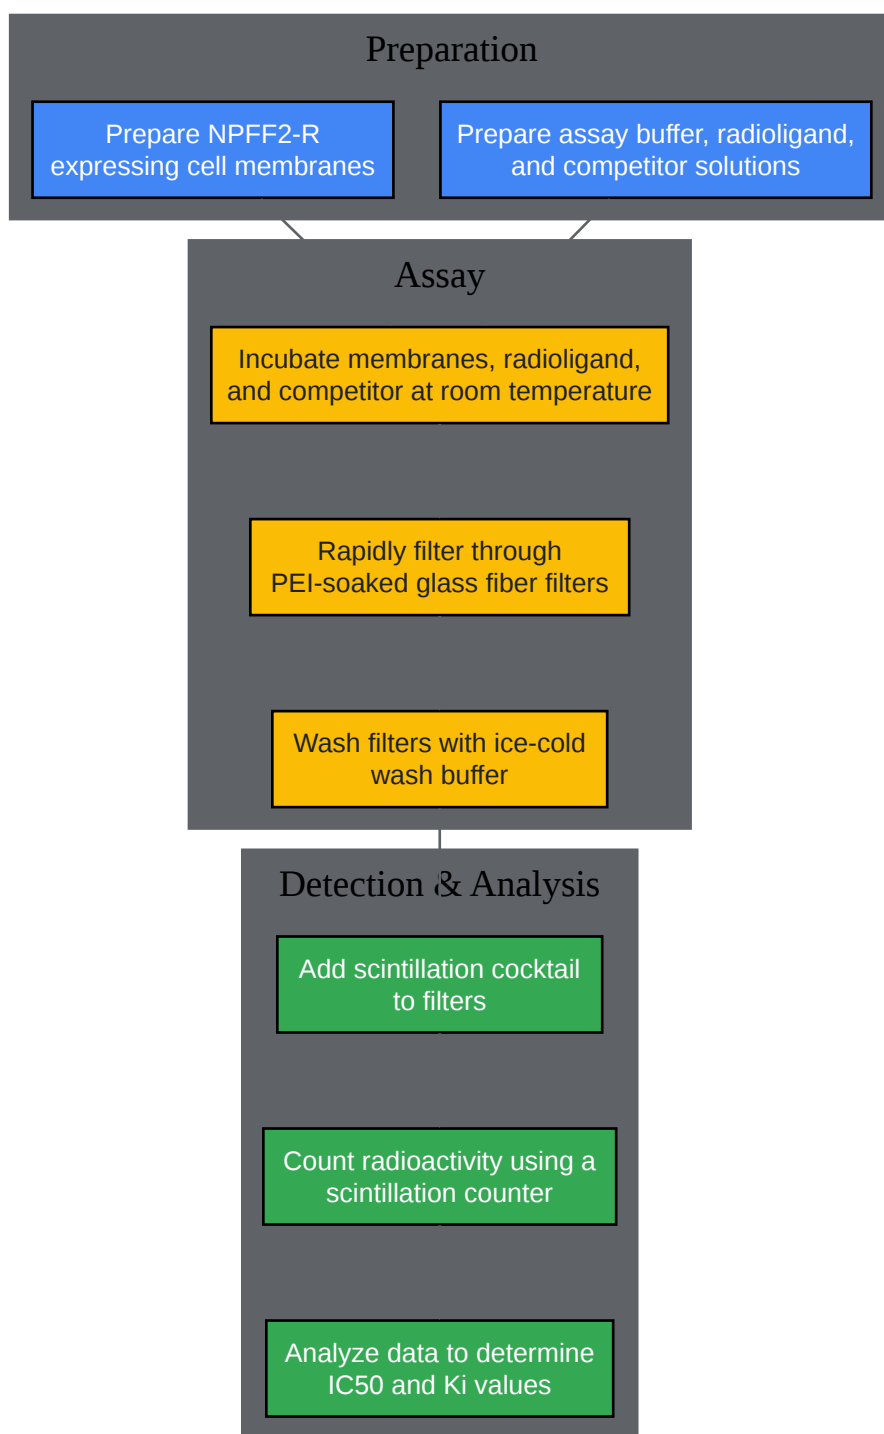 Preparation
Prepare NPFF2-R
expressing cell membranes
Prepare assay buffer, radioligand,
and competitor solutions
Assay
Incubate membranes, radioligand,
and competitor at room temperature
Rapidly filter through
PEI-soaked glass fiber filters
Wash filters with ice-cold
wash buffer
Detection & Analysis
Add scintillation cocktail
to filters
Count radioactivity using a
scintillation counter
Analyze data to determine
IC50 and Ki values